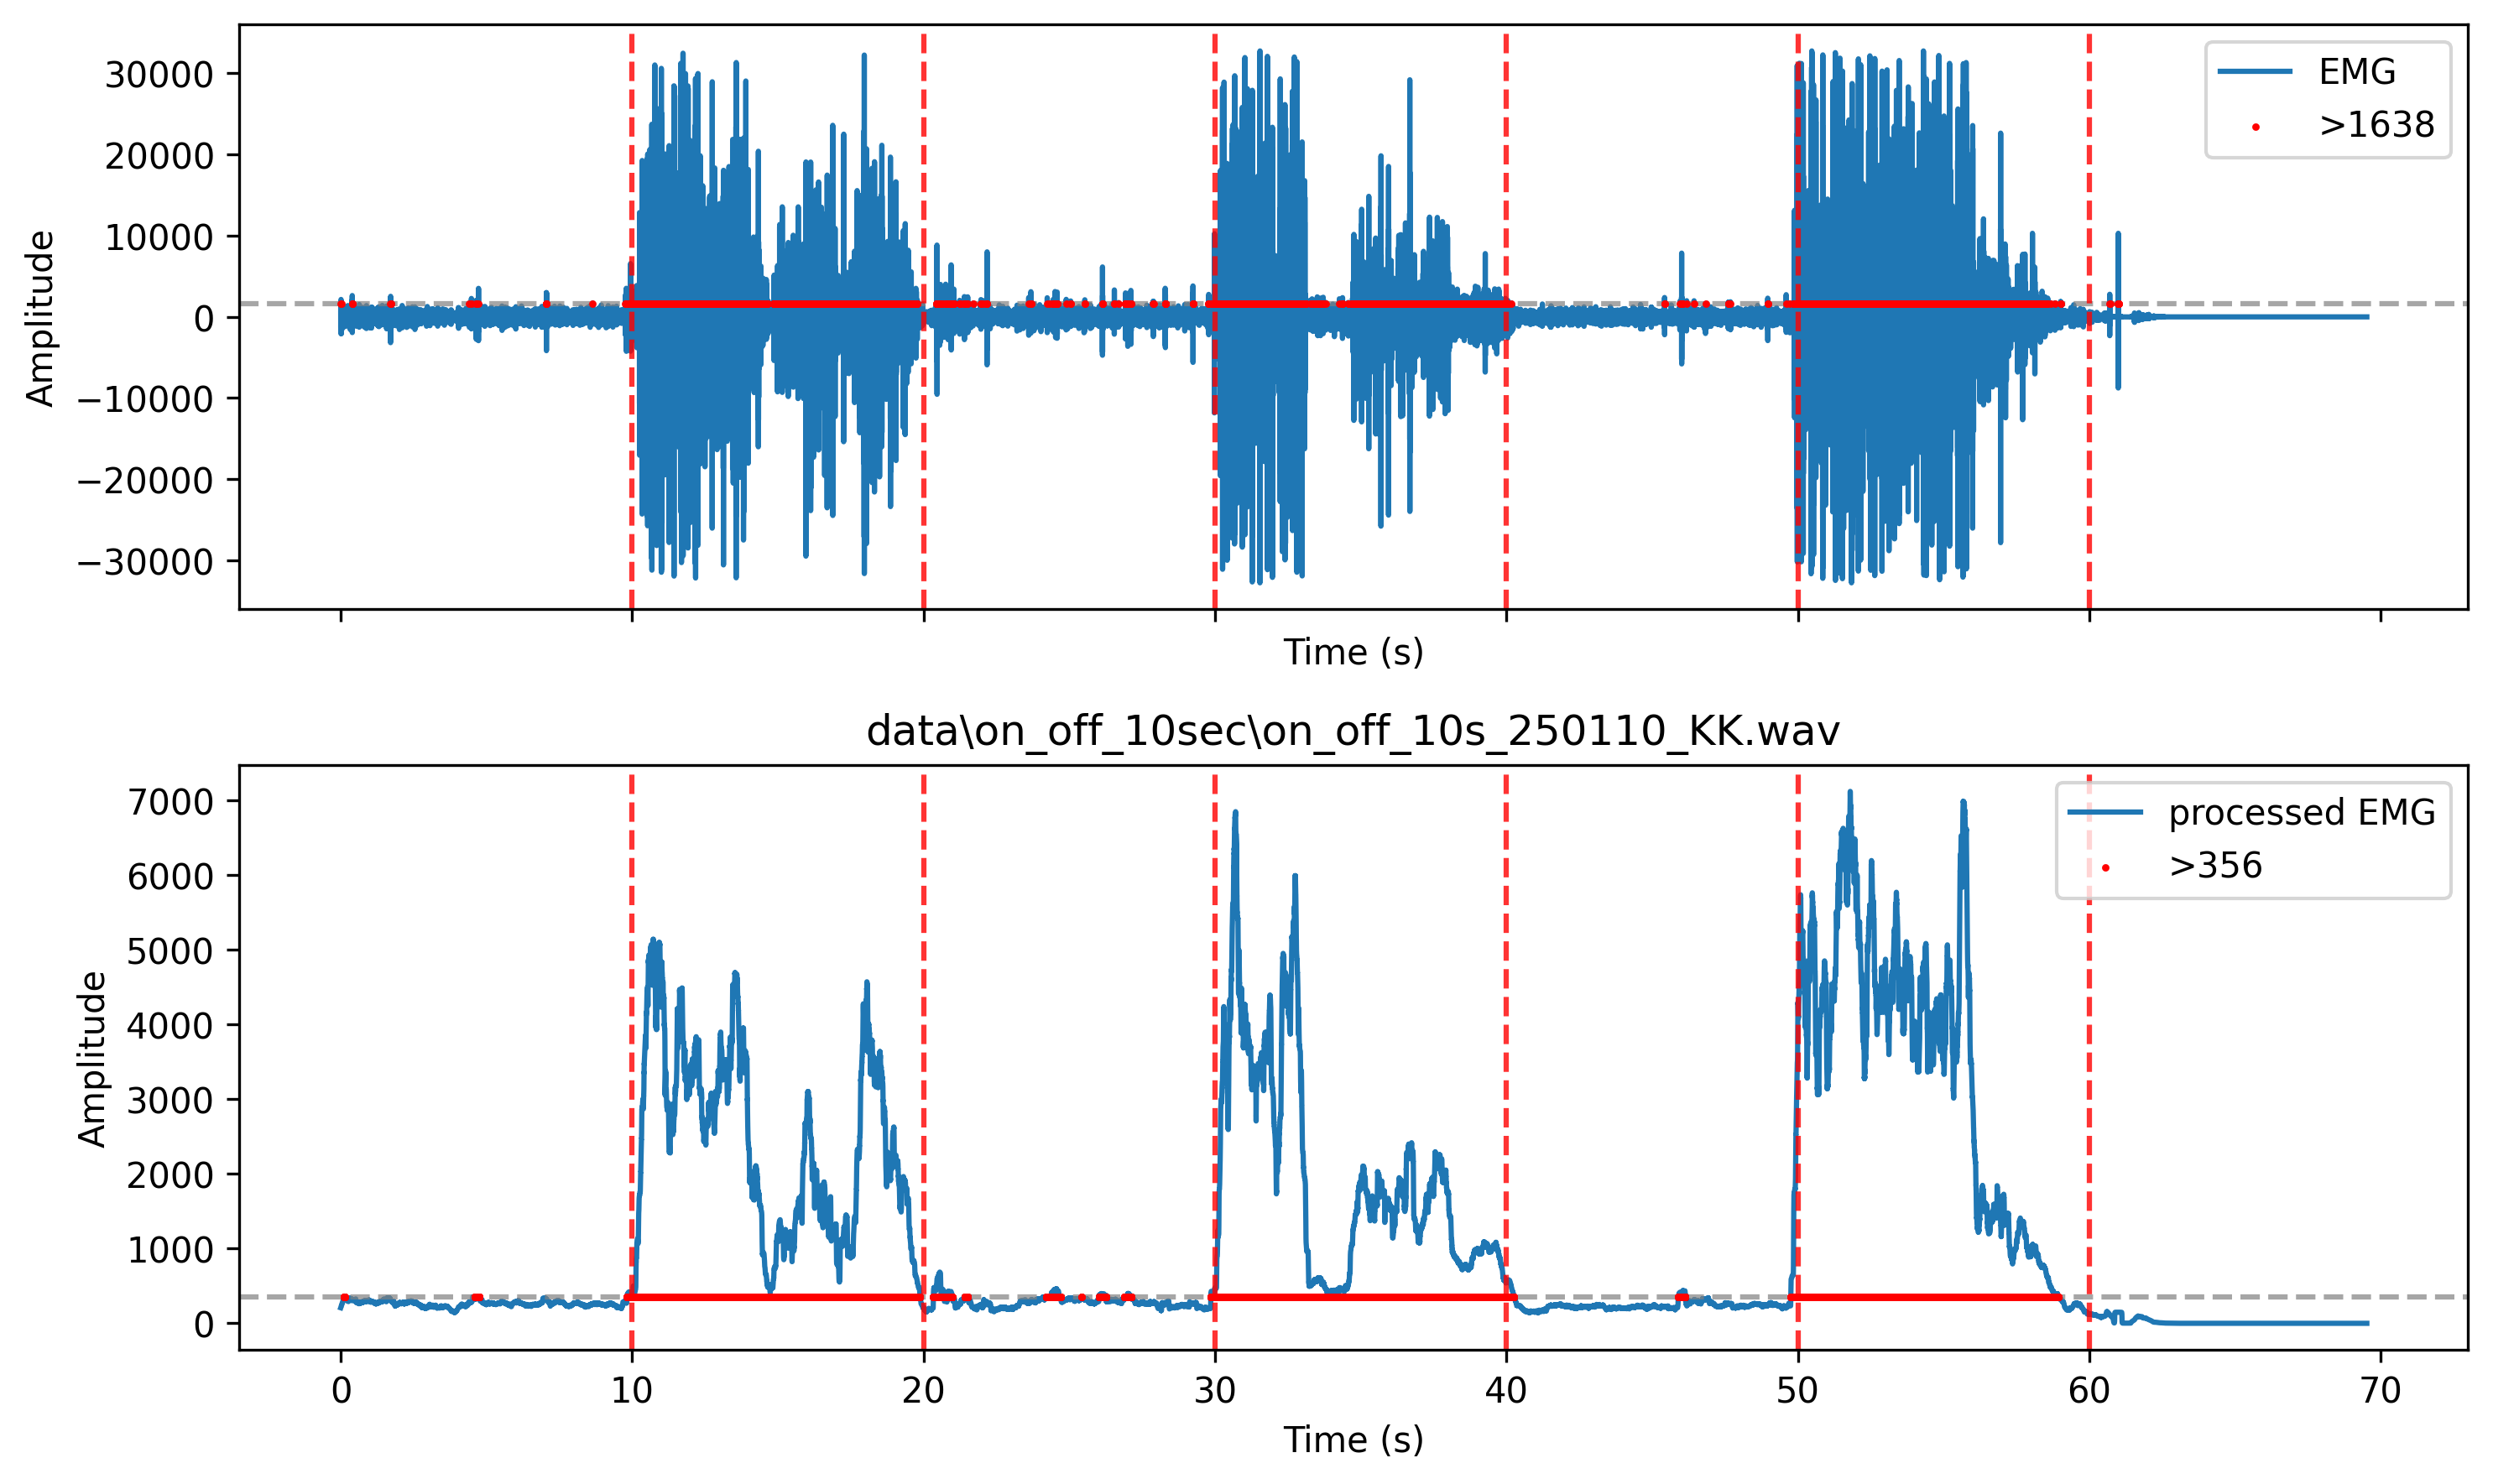 30000
20000
10000
0
−10000
−20000
−30000
Amplitude
EMG
>1638
Time (s)
data\on_off_10sec\on_off_10s_250110_KK.wav
7000
6000
5000
4000
3000
2000
1000
0
Amplitude
processed EMG
>356
0 10 20 30 40 50 60 70
Time (s)